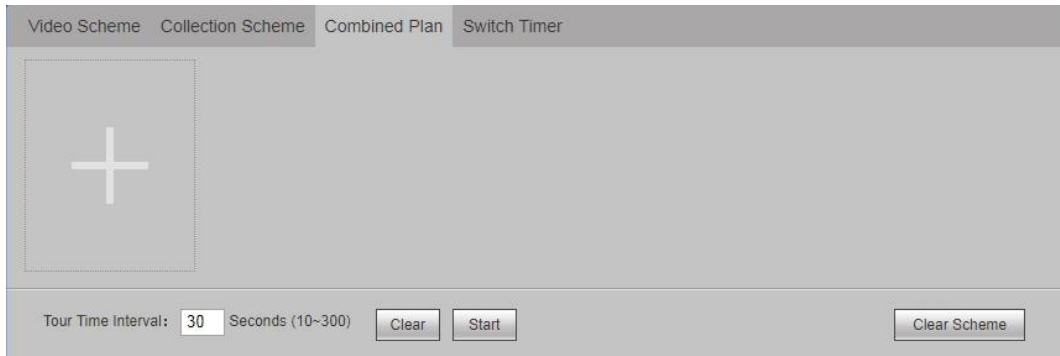 Video Scheme Collection Scheme Combined Plan Switch Timer
Tour Time Interval: 30 Seconds (10~300) Clear Start Clear Scheme